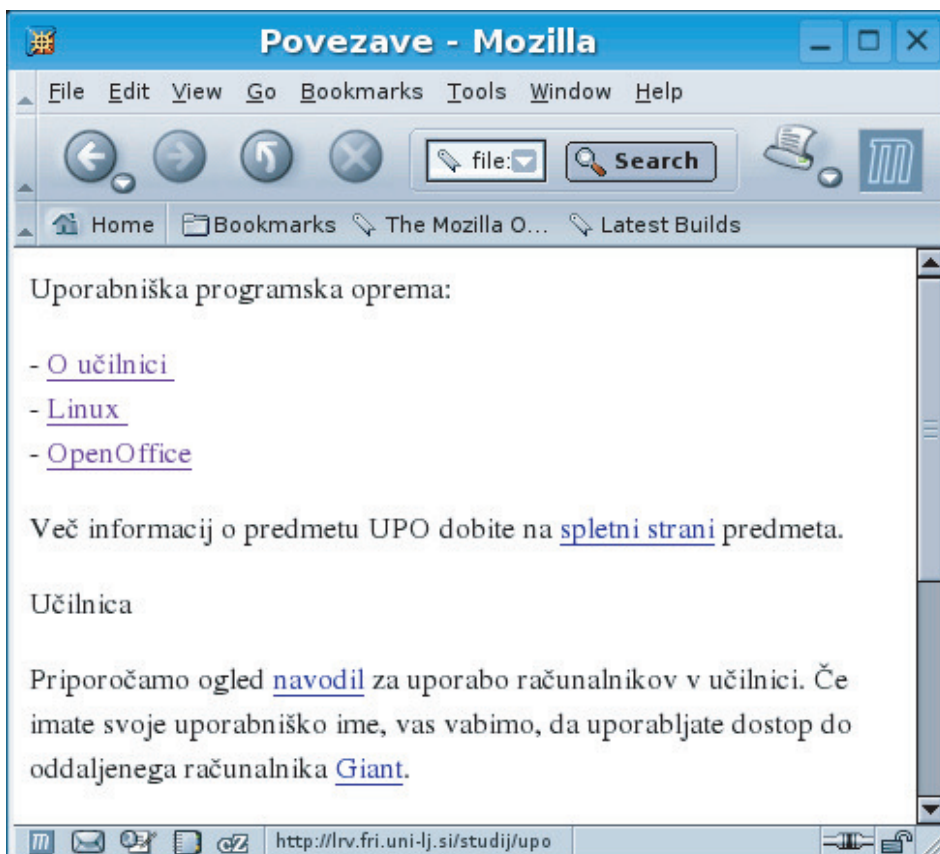 Povezave - Mozilla
File Edit View Go Bookmarks Tools Window Help
file: Search
Home Bookmarks The Mozilla O... Latest Builds
Uporabniška programska oprema:
- O učilnici
- Linux
- OpenOffice
Več informacij o predmetu UPO dobite na spletni strani predmeta.
Učilnica
Priporočamo ogled navodil za uporabo računalnikov v učilnici. Če
imate svoje uporabniško ime, vas vabimo, da uporabljate dostop do
oddaljenega računalnika Giant.
http://lrv.fri.uni-lj.si/studij/upo